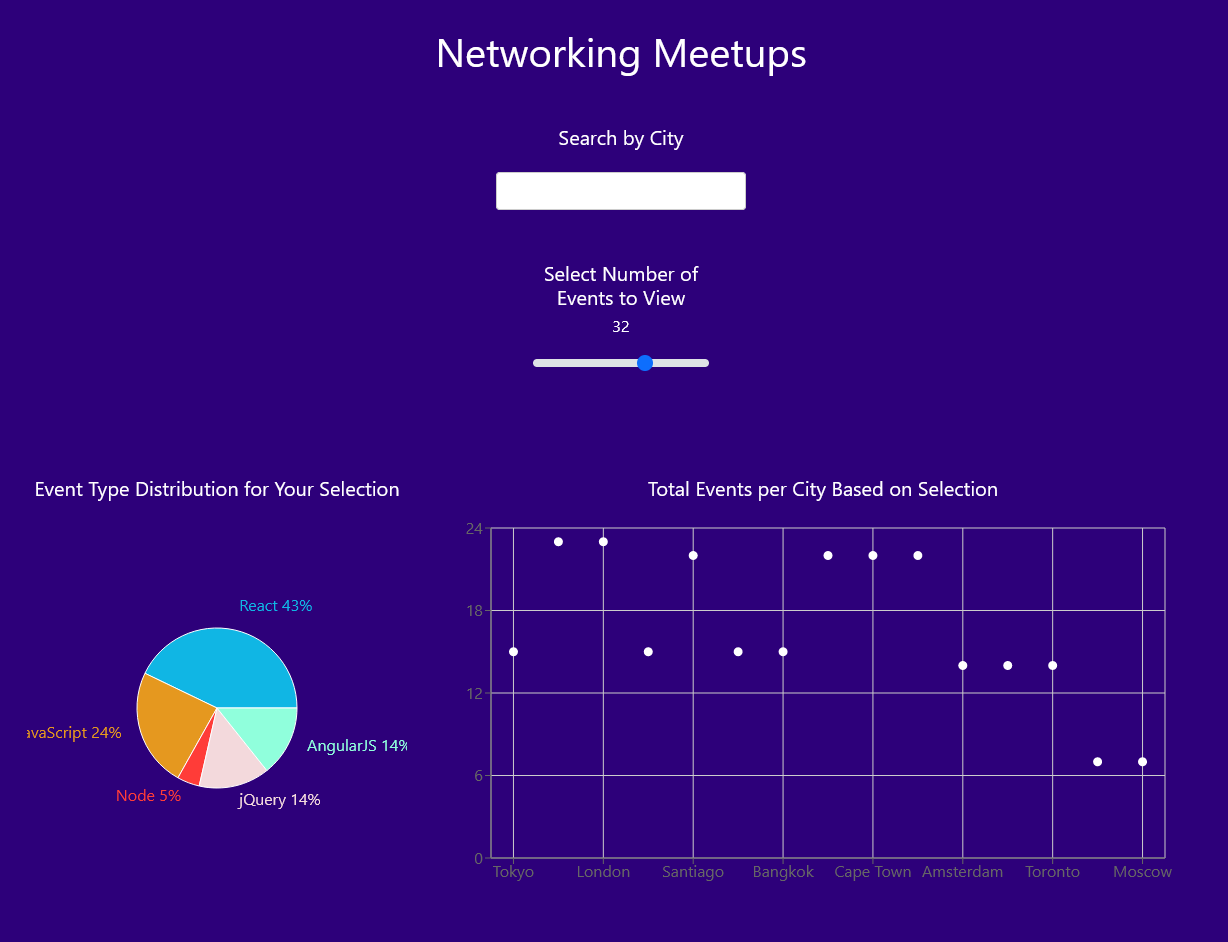 Networking Meetups
Search by City
Select Number of
Events to View
32
Event Type Distribution for Your Selection
React 43%
avaScript 24%
AngularJS 14%
Node 5%
jQuery 14%
Total Events per City Based on Selection
24
18
12
6
0
Tokyo London Santiago Bangkok Cape Town Amsterdam Toronto Moscow